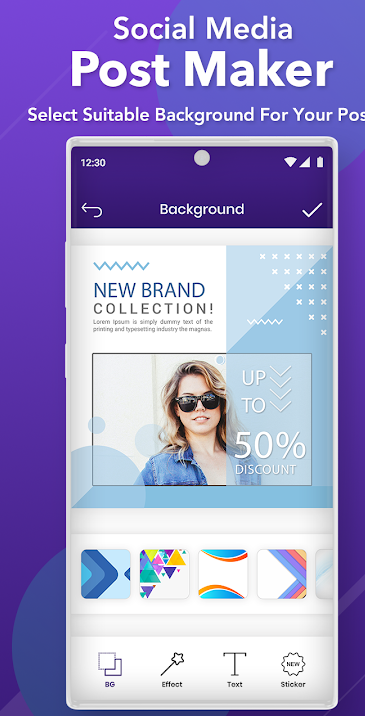 Social Media
Post Maker
Select Suitable Background For Your Pos
12:30
Background
NEW BRAND
COLLECTION!
Lorem Ipsum is simply dummy text of the
printing and typesetting industry the magnas.
UP
TO
50%
DISCOUNT
BG
Effect
Text
NEW
Sticker